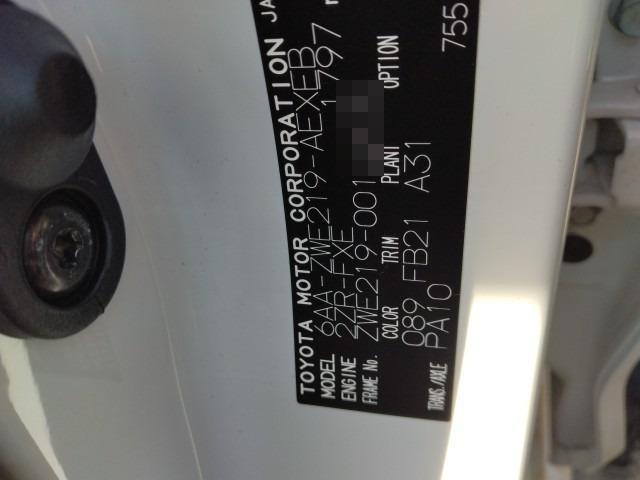 TOYOTA MOTOR CORPORATION JA
MODEL 6AA-ZWE219-AEXEB
ENGINE 2ZR-FXE 1797
FRAME No. ZWE219-001
COLOR TRIM PLANT OPTION
089 FB21 A31
TRANS./AXLE PA10 755